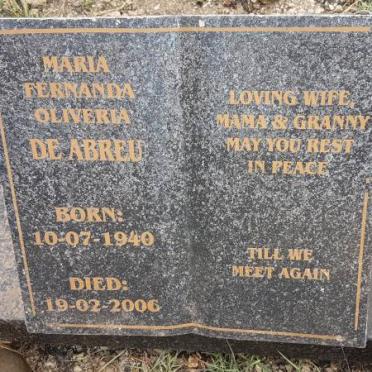 MARIA
FERNANDA
OLIVERIA
DE ABREU
BORN:
10-07-1940
DIED:
19-02-2006
LOVING WIFE,
MAMA & GRANNY
MAY YOU REST
IN PEACE
TILL WE
MEET AGAIN